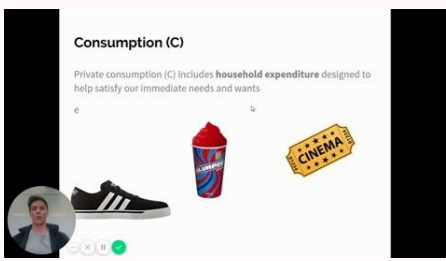 Consumption (C)
Private consumption (C) includes household expenditure designed to
help satisfy our immediate needs and wants
e
SLURPEE
CINEMA